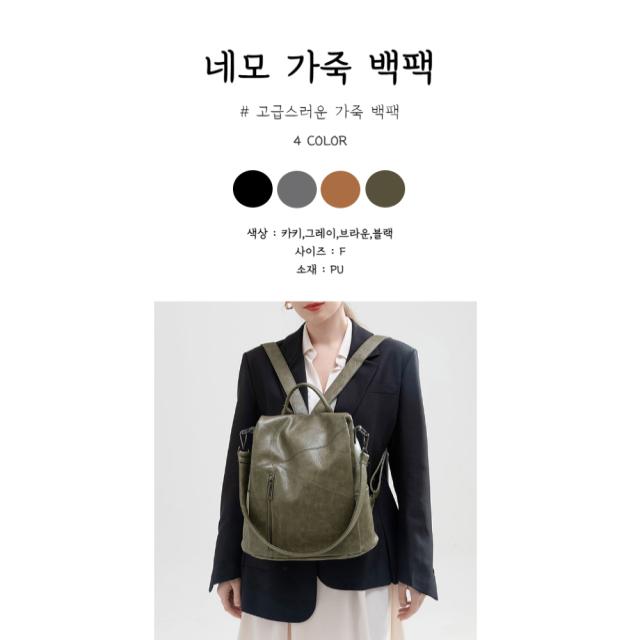 네모 가죽 백팩
# 고급스러운 가죽 백팩
4 COLOR
색상 : 카키,그레이,브라운,블랙
사이즈 : F
소재 : PU